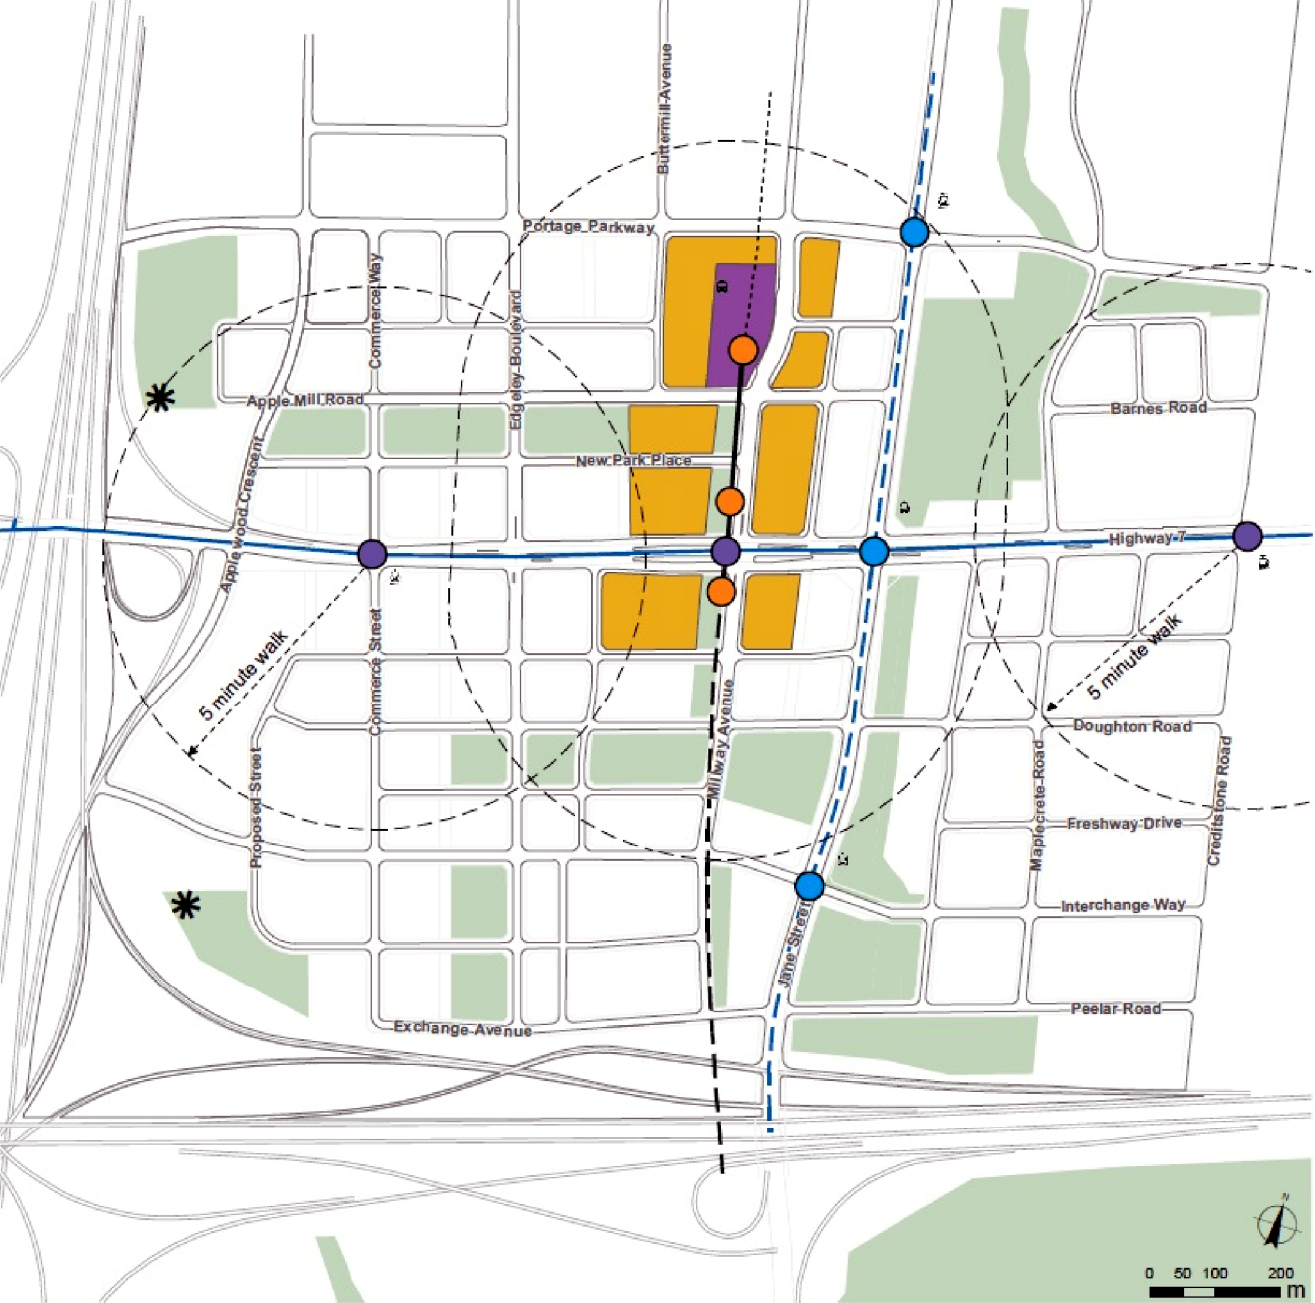 Buttermill Avenue
Portage Parkway
Commerce Way
Edgeley Boulevard
Apple Mill Road
Barnes Road
Applewood Crescent
New Park Place
Highway 7
5 minute walk
Commerce Street
5 minute walk
Millway Avenue
Doughton Road
Proposed Street
Maplecrete Road
Creditstone Road
Freshway Drive
Interchange Way
Jane Street
Peelar Road
Exchange Avenue
N
0 50 100 200
m